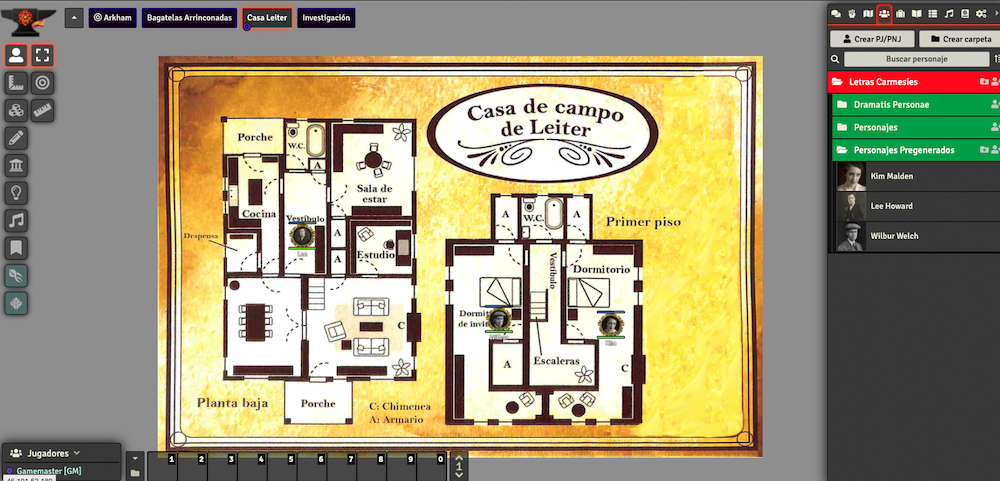 Arkham
Bagatelas Arrinconadas
Casa Leiter
Investigación
Crear PJ/PNJ
Crear carpeta
Buscar personaje
Letras Carmesíes
Dramatis Personae
Personajes
Personajes Pregenerados
Kim Malden
Lee Howard
Wilbur Welch
Casa de campo
de Leiter
Porche
W.C.
A
Sala de
estar
Cocina
Vestíbulo
Lee
A
Despensa
Estudio
A
C
Planta baja
Porche
C: Chimenea
A: Armario
A
W.C.
A
Primer piso
Vestíbulo
Dormitorio
Dormit
de invit
Kim
Escaleras
A
C
Jugadores
Gamemaster [GM]
1
2
3
4
5
6
7
8
9
0
1